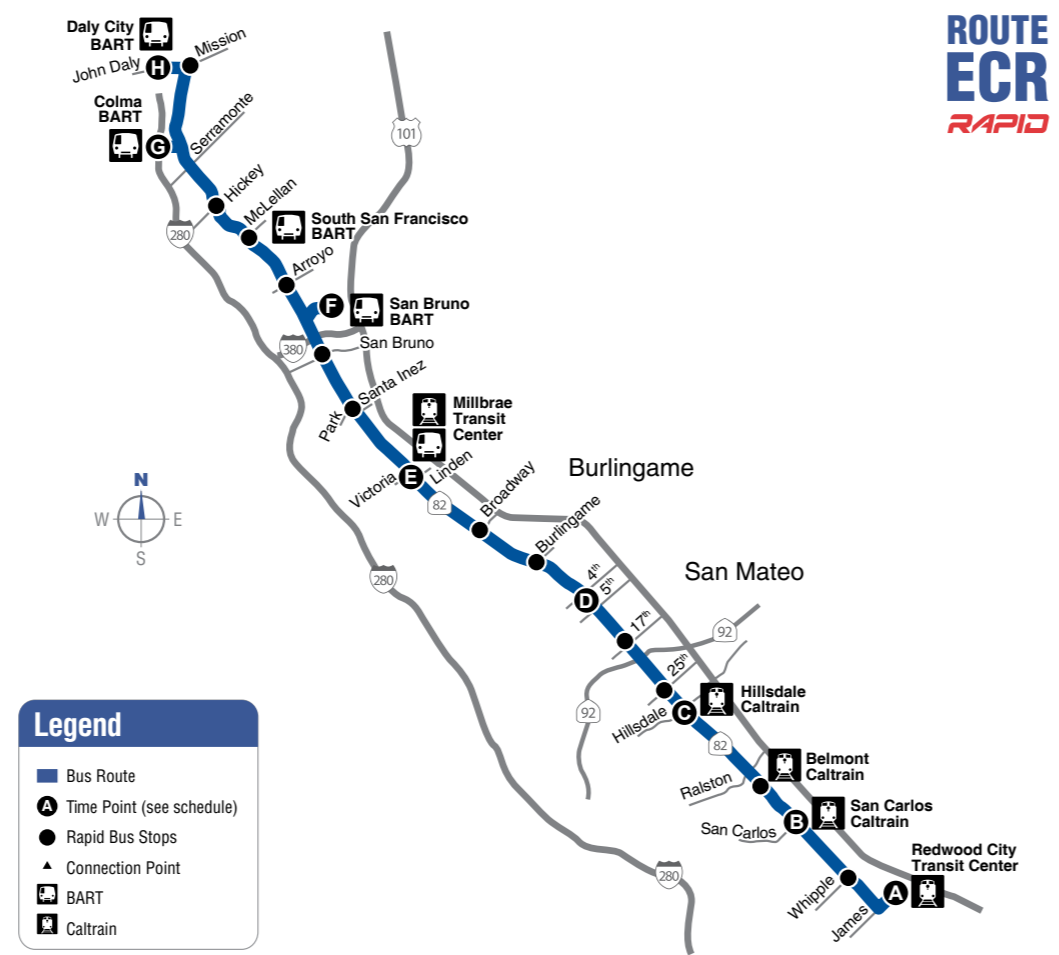 ROUTE
ECR
RAPID
Daly City
BART
John Daly
H
Mission
Colma
BART
G
Serramonte
101
Hickey
McLellan
280
South San Francisco
BART
Arroyo
F
San Bruno
BART
380
San Bruno
Santa Inez
Park
Millbrae
Transit
Center
Victoria
E
Linden
82
Broadway
Burlingame
Burlingame
N
W
E
S
280
4th
5th
D
San Mateo
17th
92
25th
92
Hillsdale
C
Hillsdale
Caltrain
82
Ralston
Belmont
Caltrain
San Carlos
B
San Carlos
Caltrain
280
Whipple
James
A
Redwood City
Transit Center
Legend
Bus Route
A Time Point (see schedule)
Rapid Bus Stops
Connection Point
BART
Caltrain